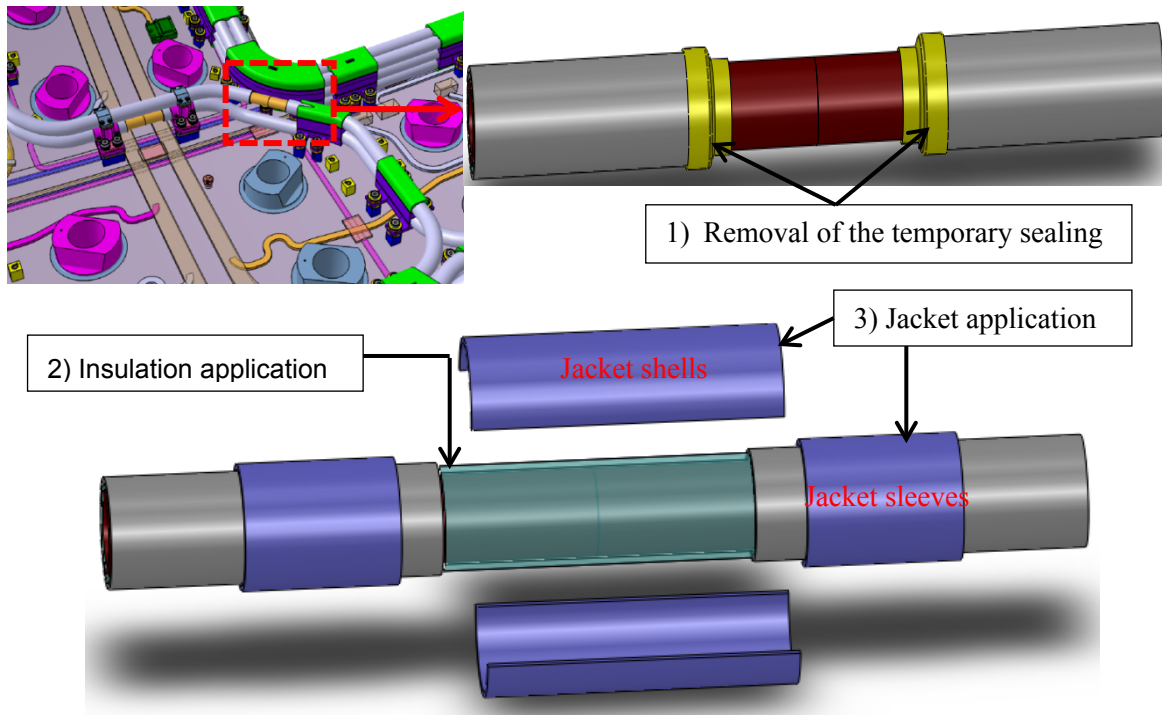 1) Removal of the temporary sealing
3) Jacket application
2) Insulation application
Jacket shells
Jacket sleeves